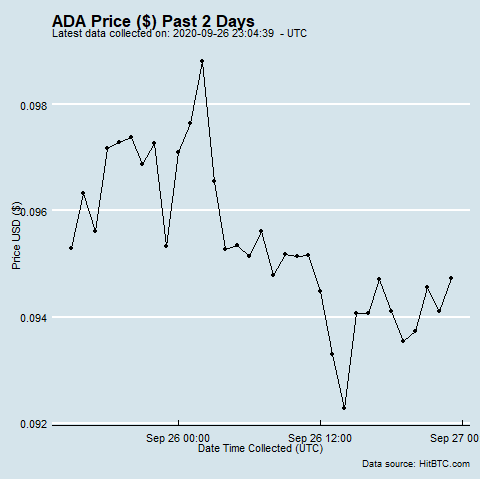 ADA Price ($) Past 2 Days
Latest data collected on: 2020-09-26 23:04:39 - UTC
Price USD ($)
0.098
0.096
0.094
0.092
Sep 26 00:00 Sep 26 12:00 Sep 27 00
Date Time Collected (UTC)
Data source: HitBTC.com